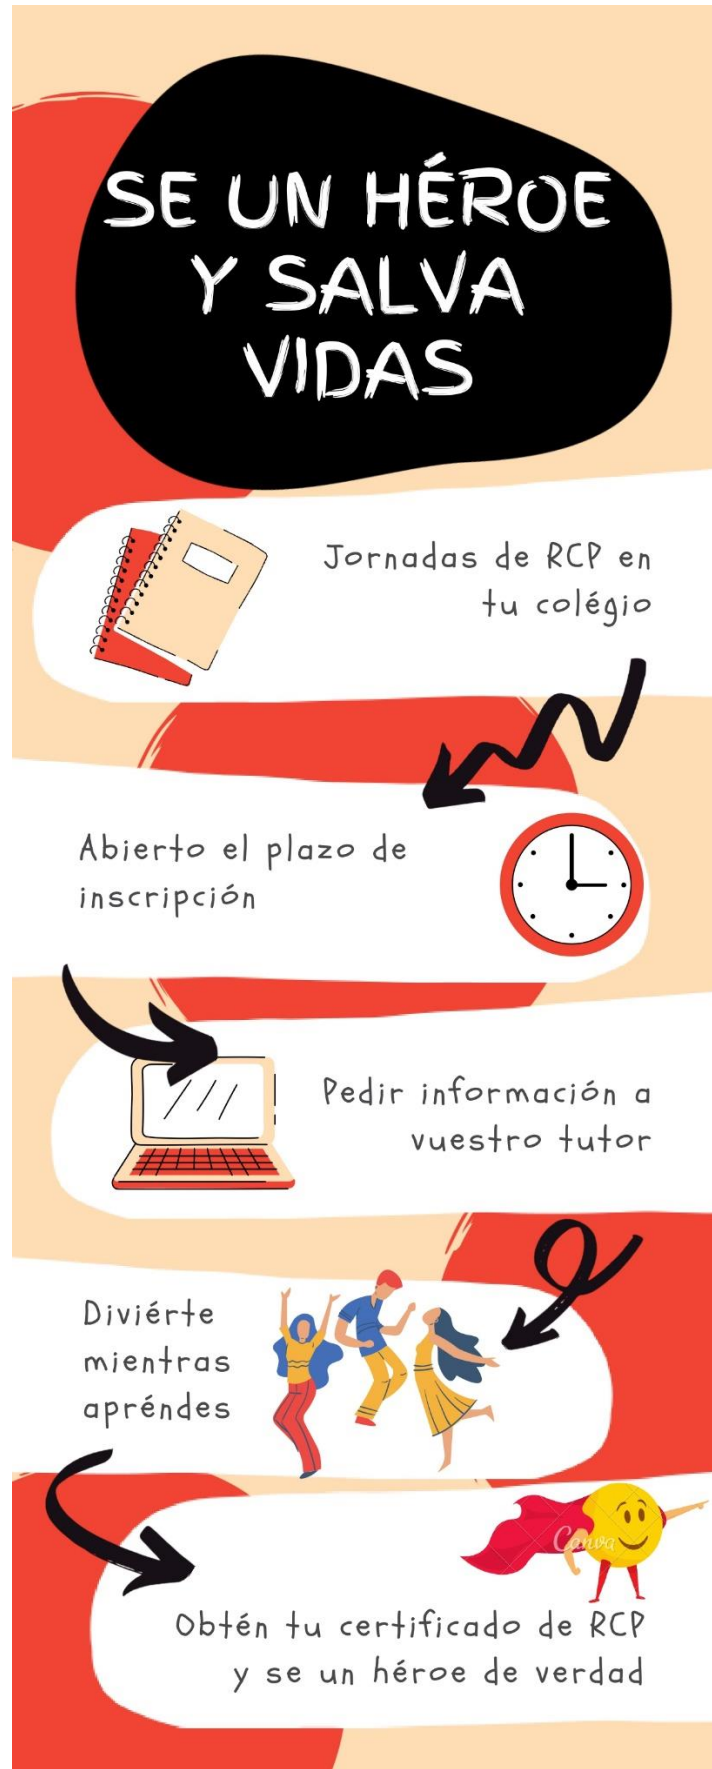 SE UN HÉROE
Y SALVA
VIDAS
Jornadas de RCP en
tu colégio
Abierto el plazo de
inscripción
Pedir información a
vuestro tutor
Diviérte
mientras
apréndes
Canva
Obtén tu certificado de RCP
y se un héroe de verdad